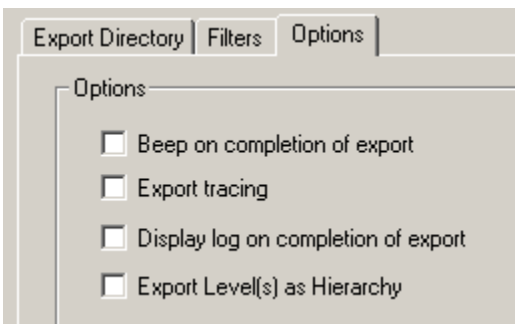 Export Directory Filters Options
Options
Beep on completion of export
Export tracing
Display log on completion of export
Export Level(s) as Hierarchy